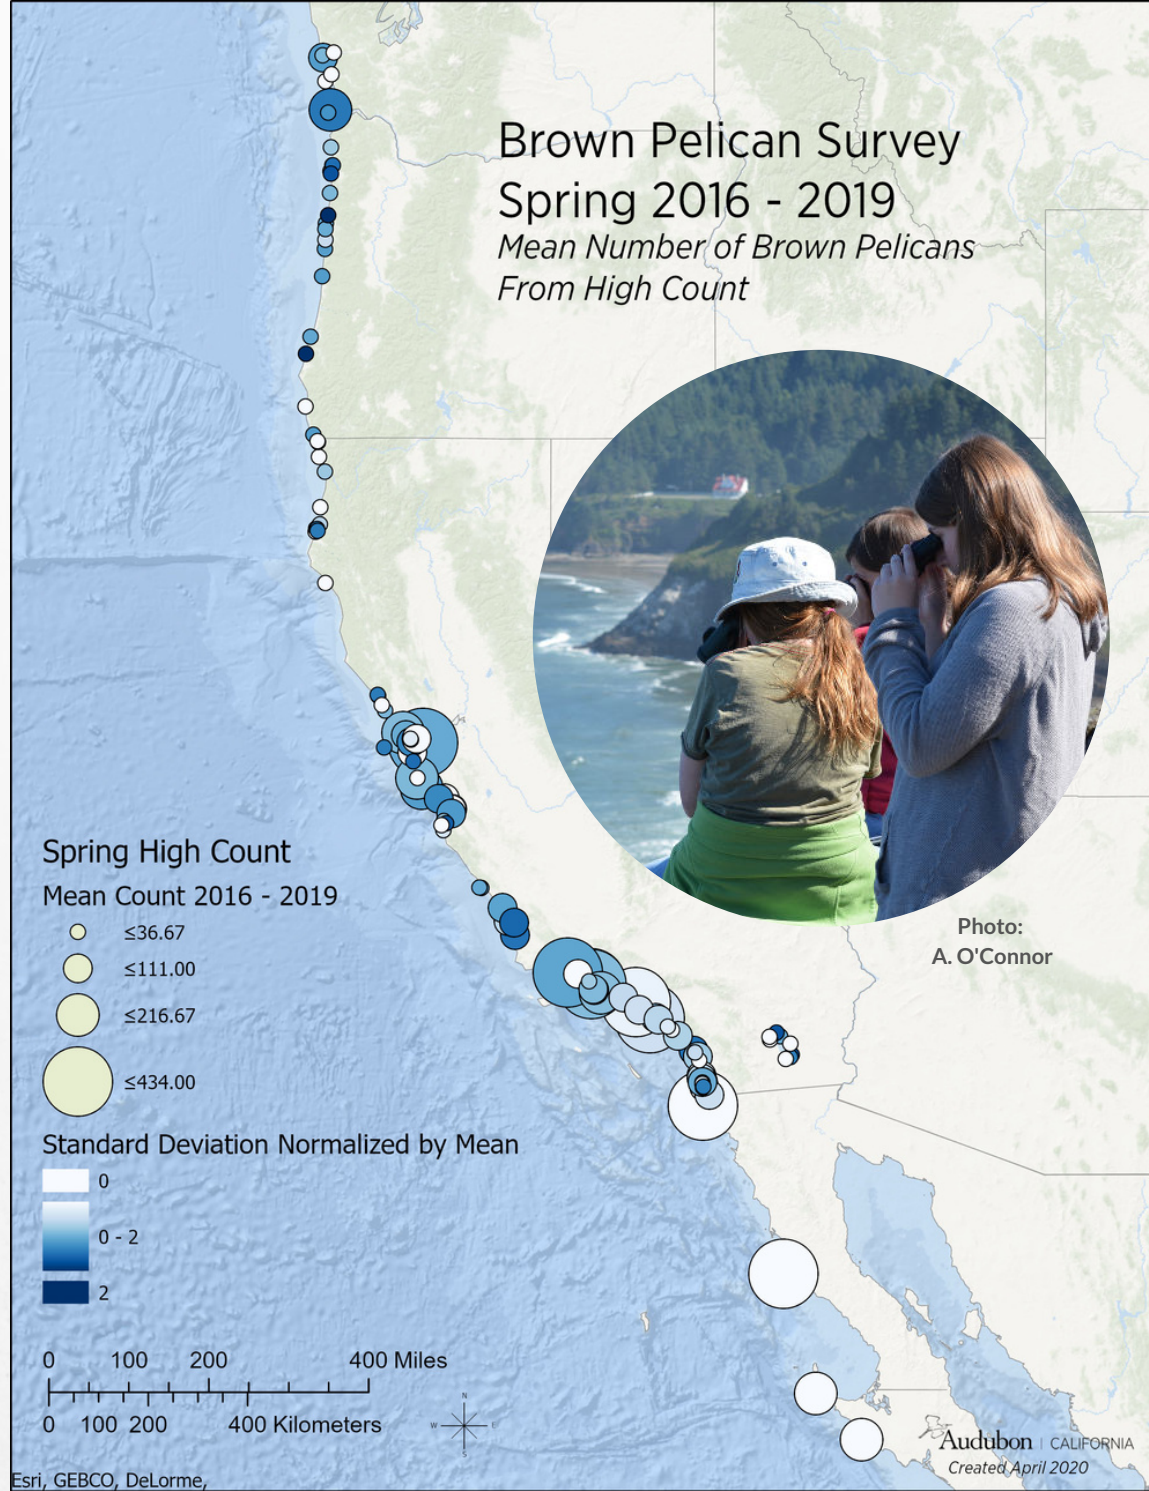 Brown Pelican Survey
Spring 2016 - 2019
Mean Number of Brown Pelicans
From High Count
Photo:
A. O'Connor
Spring High Count
Mean Count 2016 - 2019
≤36.67
≤111.00
≤216.67
≤434.00
Standard Deviation Normalized by Mean
0
0 - 2
2
0 100 200 400 Miles
0 100 200 400 Kilometers
N
W E
S
Audubon | CALIFORNIA
Created April 2020
Esri, GEBCO, DeLorme,